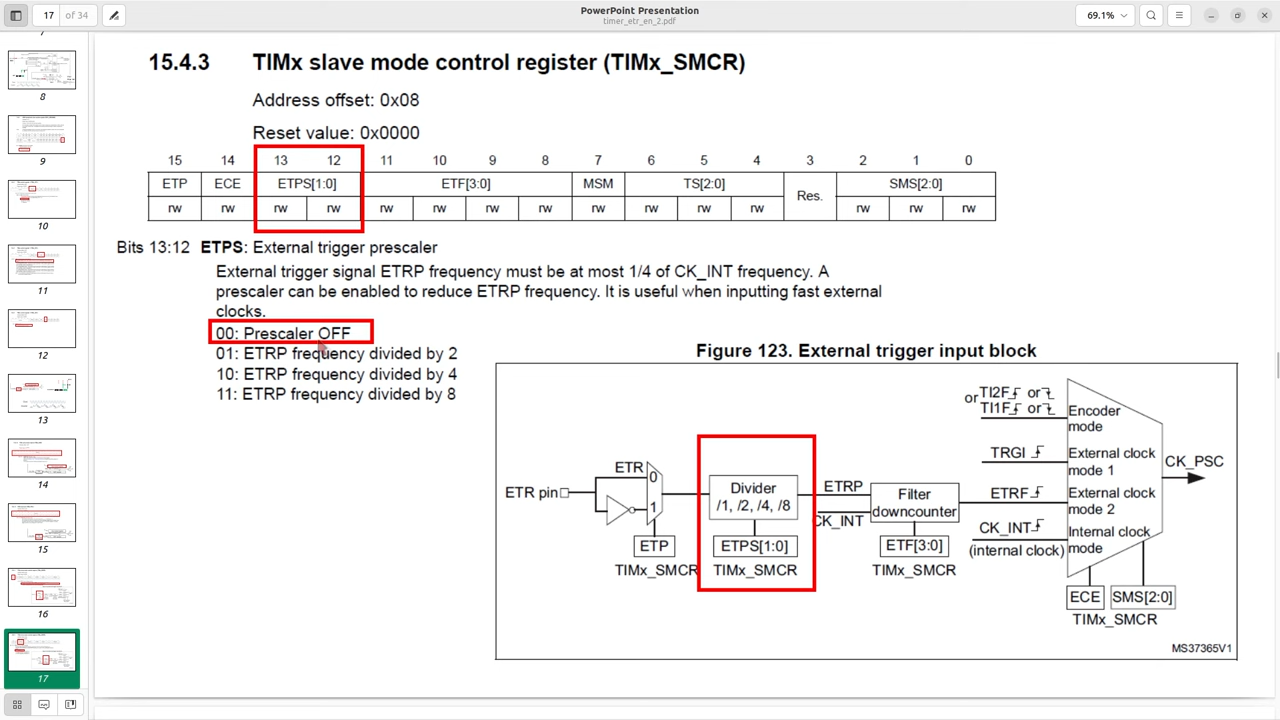 PowerPoint Presentation
timer_etr_en_2.pdf
17 of 34
69.1%
8
9
10
11
12
13
14
15
16
17
15.4.3 TIMx slave mode control register (TIMx_SMCR)
Address offset: 0x08
Reset value: 0x0000
15 14 13 12 11 10 9 8 7 6 5 4 3 2 1 0
ETP ECE ETPS[1:0] ETF[3:0] MSM TS[2:0] Res. SMS[2:0]
rw rw rw rw rw rw rw rw rw rw rw rw rw rw rw
Bits 13:12 ETPS: External trigger prescaler
External trigger signal ETRP frequency must be at most 1/4 of CK_INT frequency. A
prescaler can be enabled to reduce ETRP frequency. It is useful when inputting fast external
clocks.
00: Prescaler OFF
01: ETRP frequency divided by 2
10: ETRP frequency divided by 4
11: ETRP frequency divided by 8
Figure 123. External trigger input block
or TI2F or
TI1F or
Encoder
mode
TRGI
External clock
mode 1
CK_PSC
ETR
0
ETR pin
1
Divider
/1, /2, /4, /8
ETRP
CK_INT
Filter
downcounter
ETRF
External clock
mode 2
CK_INT
(internal clock)
Internal clock
mode
ETP
TIMx_SMCR
ETPS[1:0]
TIMx_SMCR
ETF[3:0]
TIMx_SMCR
ECE SMS[2:0]
TIMx_SMCR
MS37365V1